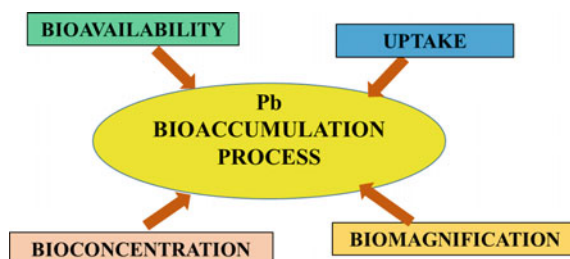 BIOAVAILABILITY
UPTAKE
Pb
BIOACCUMULATION
PROCESS
BIOCONCENTRATION
BIOMAGNIFICATION